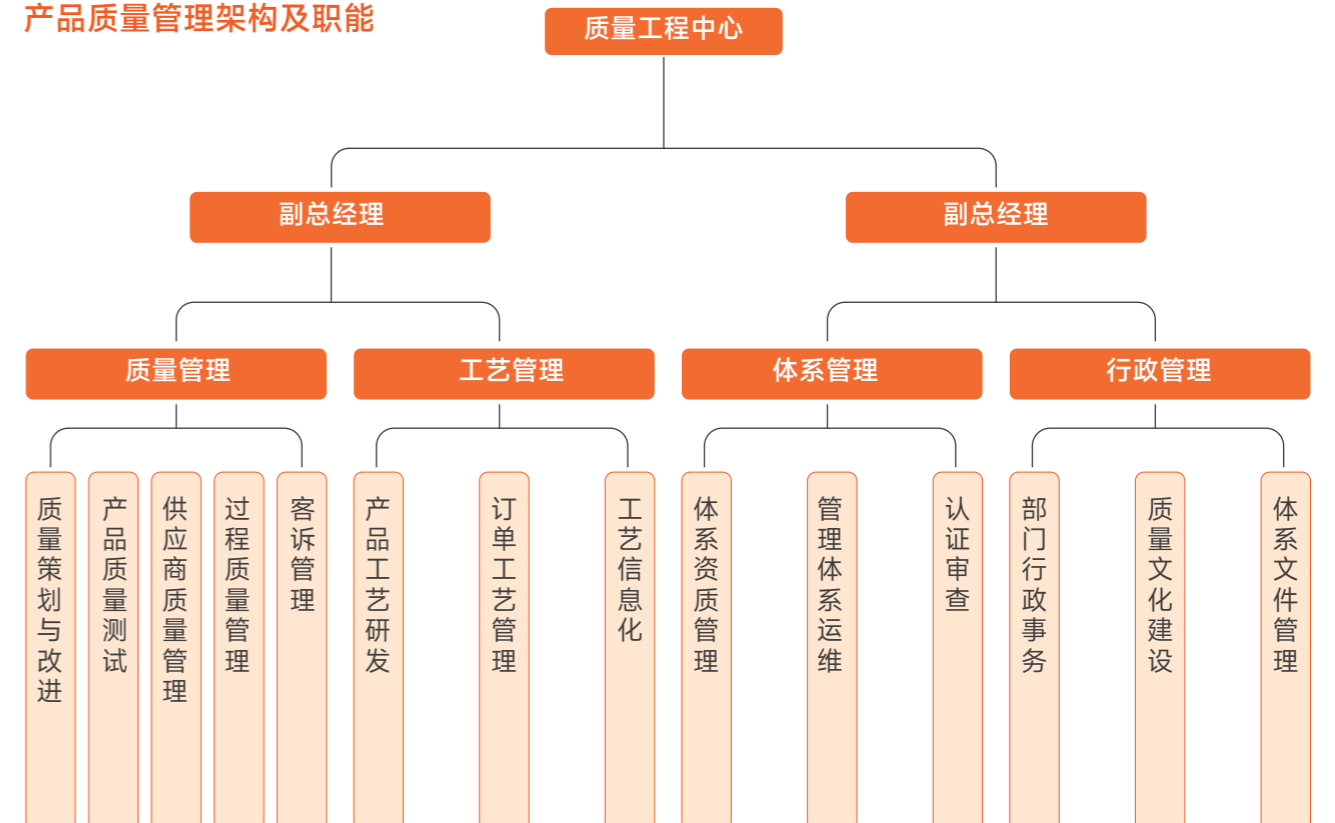 产品质量管理架构及职能
质量工程中心
副总经理
副总经理
质量管理
工艺管理
体系管理
行政管理
质量策划与改进
产品质量测试
供应商质量管理
过程质量管理
客诉管理
产品工艺研发
订单工艺管理
工艺信息化
体系资质管理
管理体系运维
认证审查
部门行政事务
质量文化建设
体系文件管理